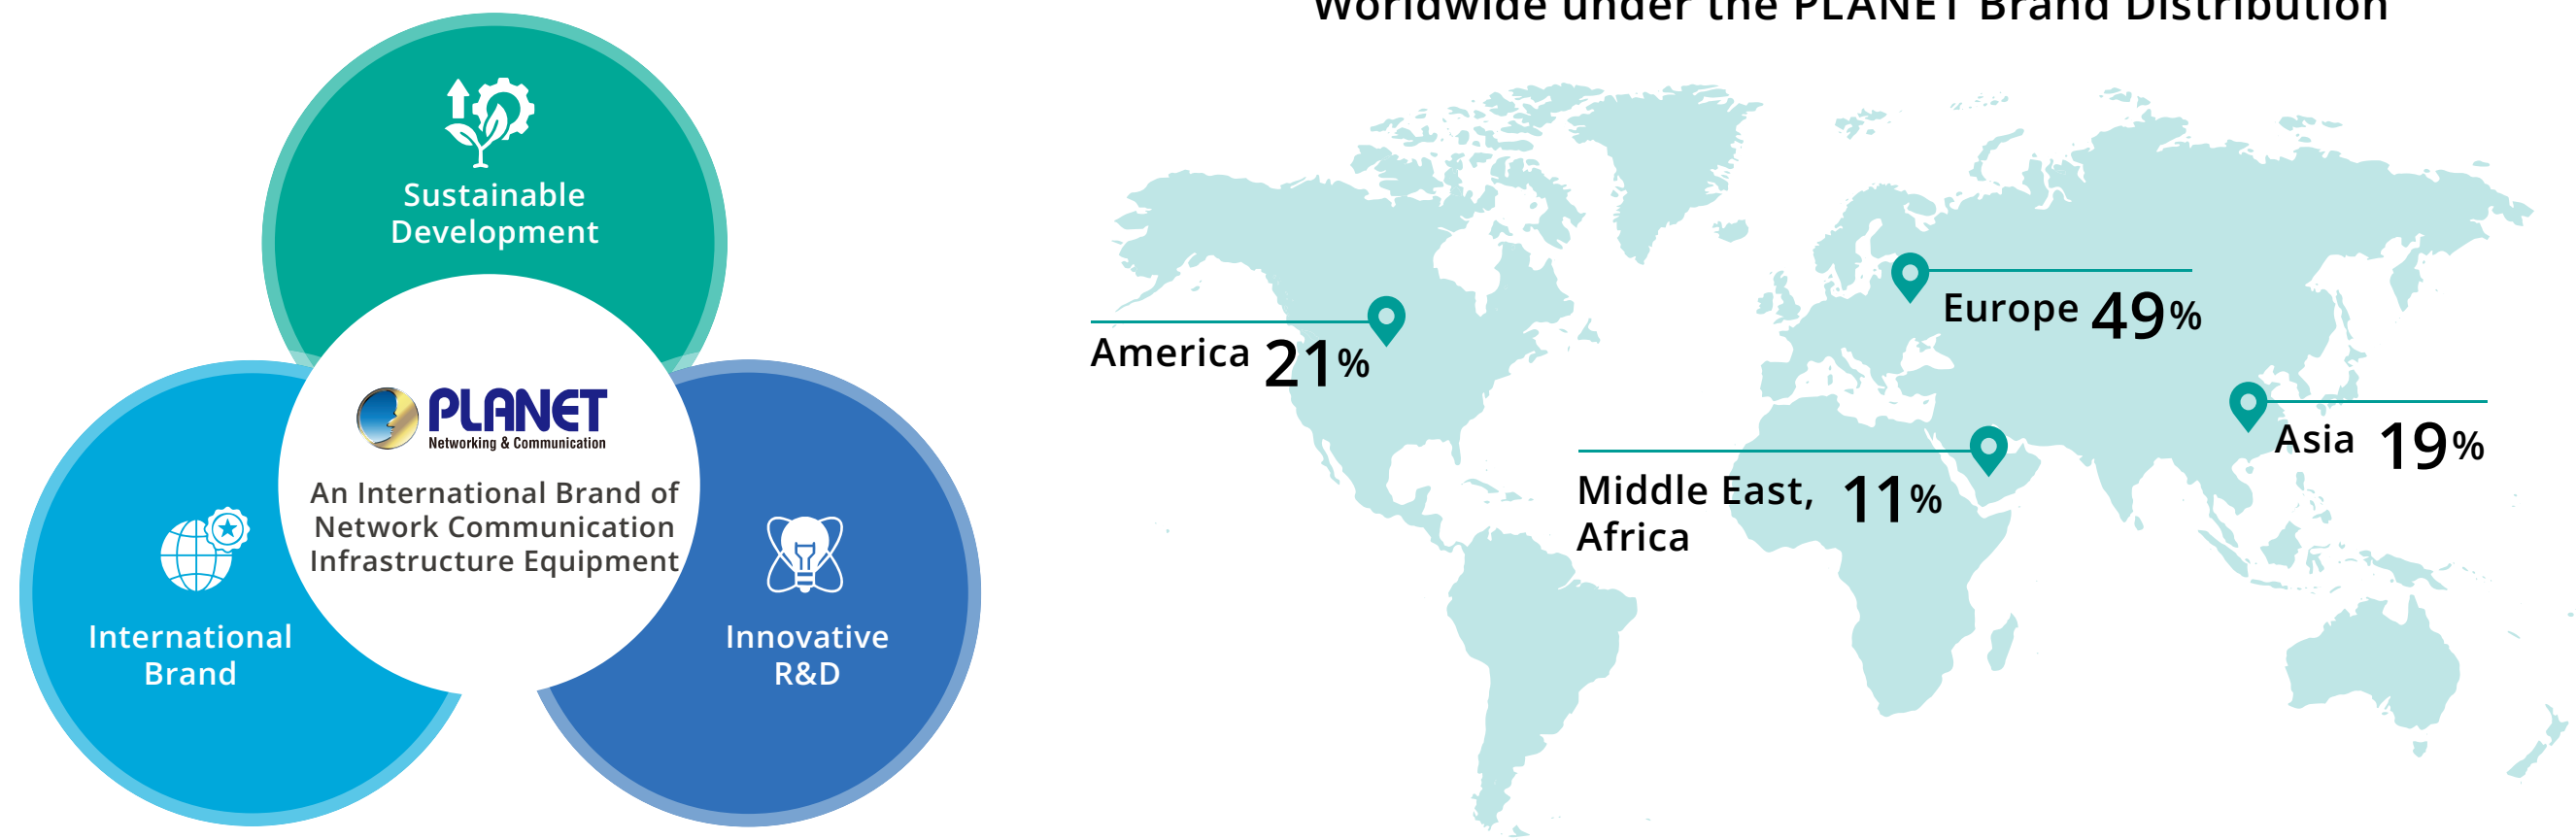 Sustainable
Development
PLANET
Networking & Communication
An International Brand of
Network Communication
Infrastructure Equipment
International
Brand
Innovative
R&D
Worldwide under the PLANET Brand Distribution
Europe 49%
America 21%
Asia 19%
Middle East, 11%
Africa